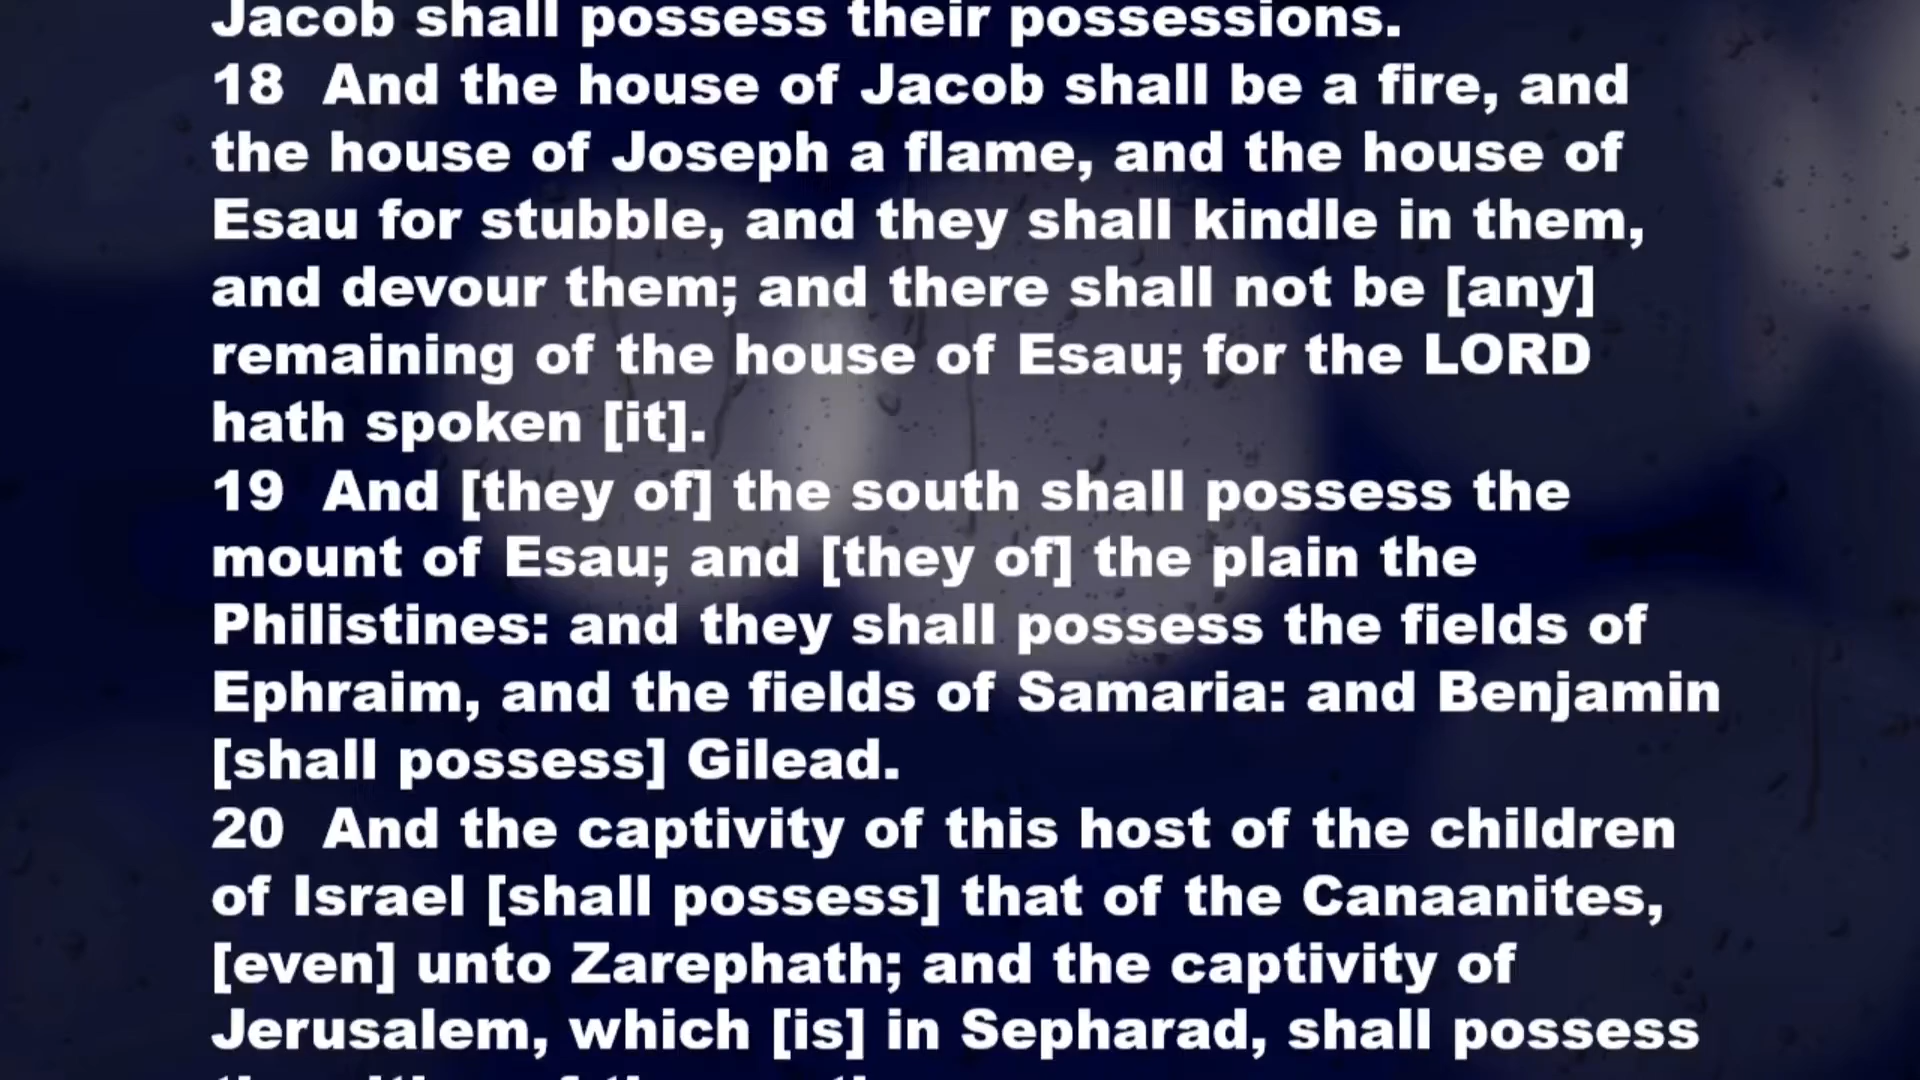 Jacob shall possess their possessions.
18 And the house of Jacob shall be a fire, and
the house of Joseph a flame, and the house of
Esau for stubble, and they shall kindle in them,
and devour them; and there shall not be [any]
remaining of the house of Esau; for the LORD
hath spoken [it].
19 And [they of] the south shall possess the
mount of Esau; and [they of] the plain the
Philistines: and they shall possess the fields of
Ephraim, and the fields of Samaria: and Benjamin
[shall possess] Gilead.
20 And the captivity of this host of the children
of Israel [shall possess] that of the Canaanites,
[even] unto Zarephath; and the captivity of
Jerusalem, which [is] in Sepharad, shall possess